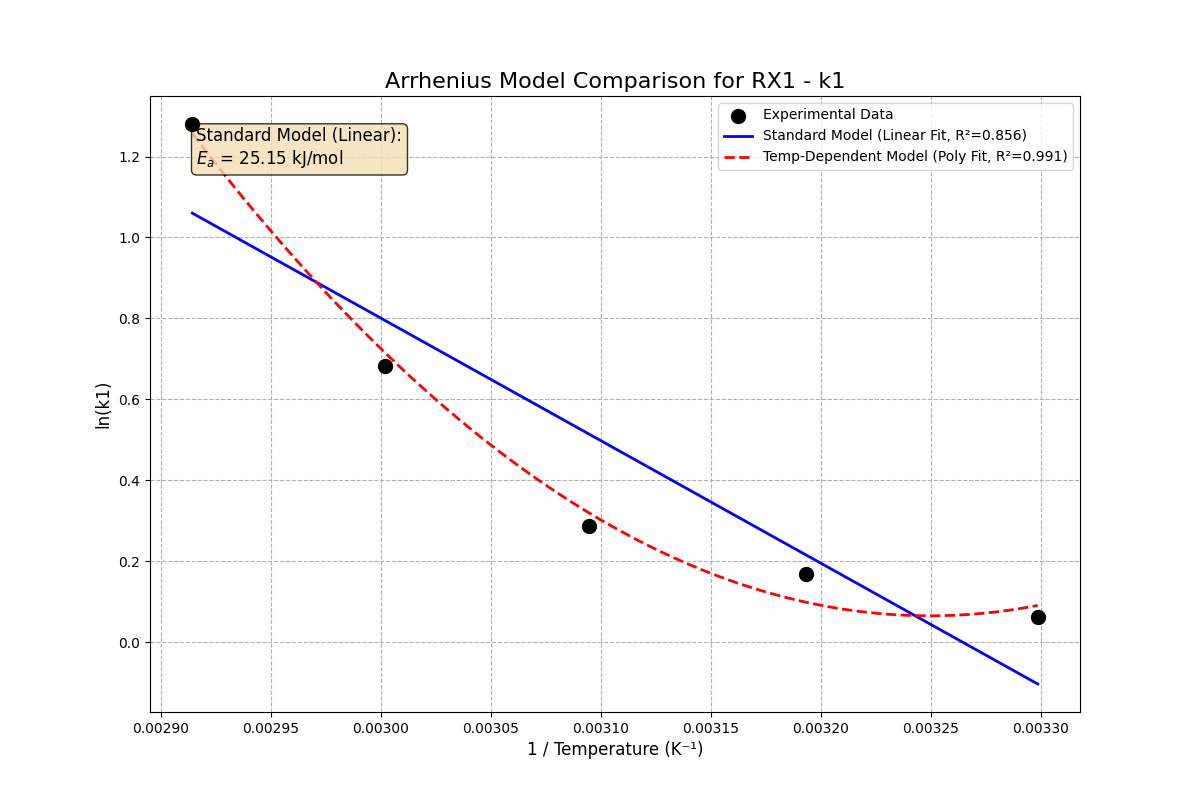 Arrhenius Model Comparison for RX1 - k1
Experimental Data
Standard Model (Linear Fit, R²=0.856)
Temp-Dependent Model (Poly Fit, R²=0.991)
Standard Model (Linear):
Eₐ = 25.15 kJ/mol
ln(k1)
1.2
1.0
0.8
0.6
0.4
0.2
0.0
0.00290 0.00295 0.00300 0.00305 0.00310 0.00315 0.00320 0.00325 0.00330
1 / Temperature (K⁻¹)